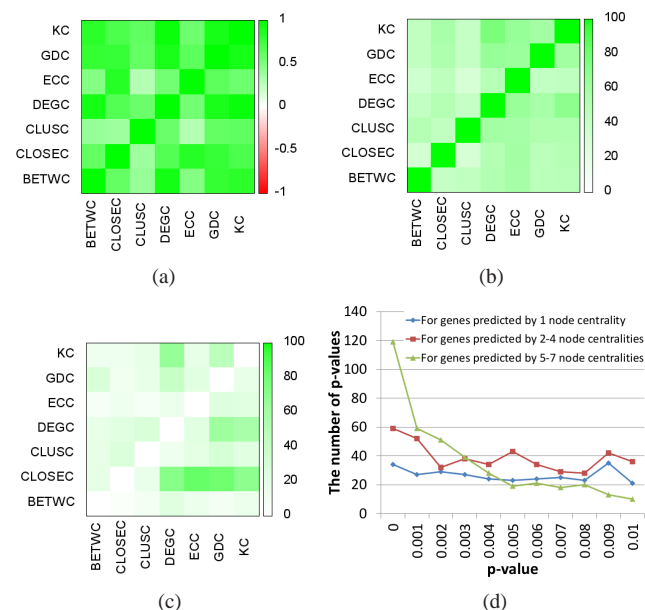 KC
GDC
ECC
DEGC
CLUSC
CLOSEC
BETWC
BETWC
CLOSEC
CLUSC
DEGC
ECC
GDC
KC
1
0.5
0
-0.5
-1
(a)
KC
GDC
ECC
DEGC
CLUSC
CLOSEC
BETWC
BETWC
CLOSEC
CLUSC
DEGC
ECC
GDC
KC
100
80
60
40
20
0
(b)
KC
GDC
ECC
DEGC
CLUSC
CLOSEC
BETWC
BETWC
CLOSEC
CLUSC
DEGC
ECC
GDC
KC
100
80
60
40
20
0
(c)
The number of p-values
140
120
100
80
60
40
20
0
For genes predicted by 1 node centrality
For genes predicted by 2-4 node centralities
For genes predicted by 5-7 node centralities
0
0.001
0.002
0.003
0.004
0.005
0.006
0.007
0.008
0.009
0.01
p-value
(d)